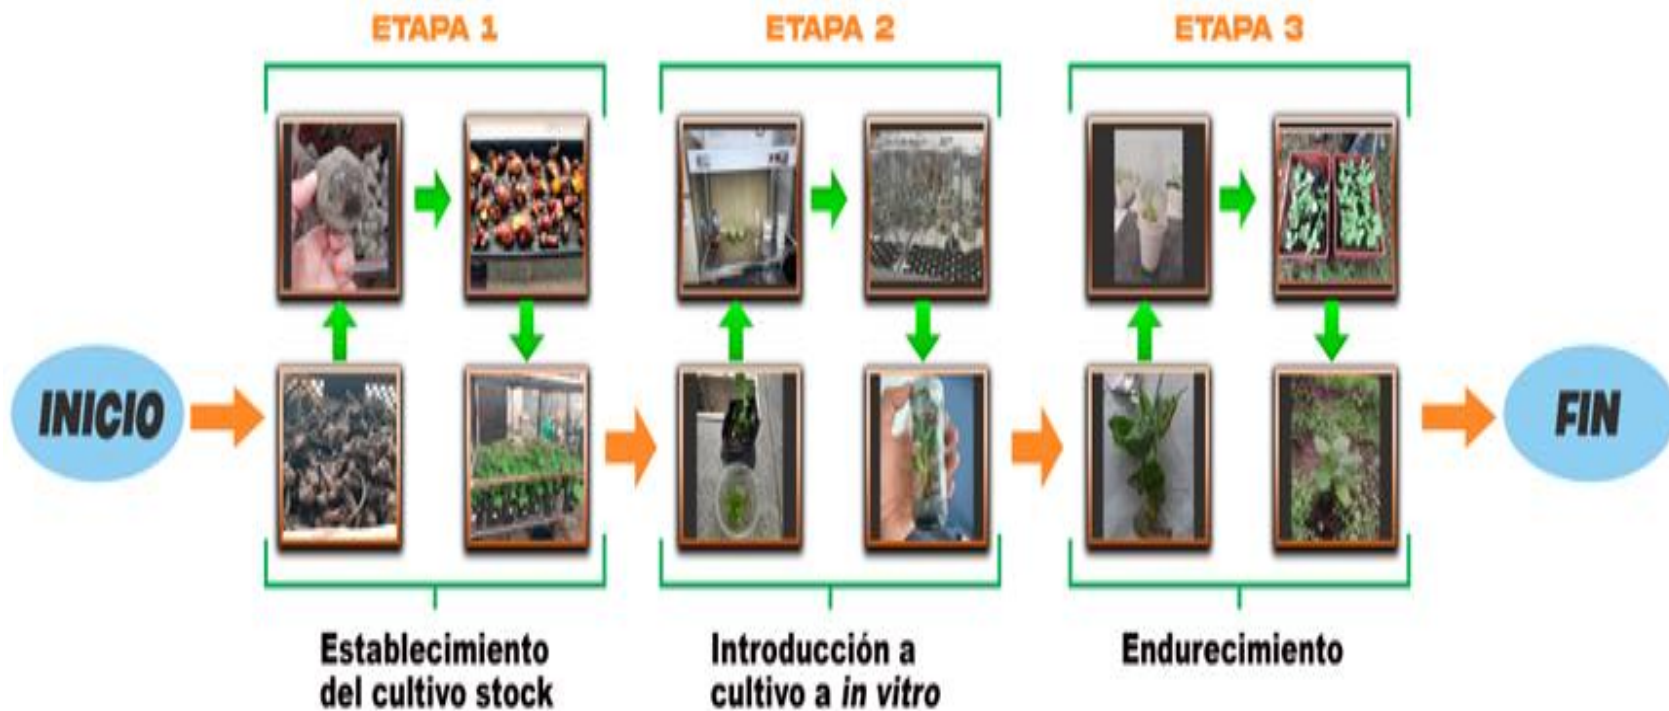 ETAPA 1
ETAPA 2
ETAPA 3
INICIO
FIN
Establecimiento
del cultivo stock
Introducción a
cultivo a in vitro
Endurecimiento